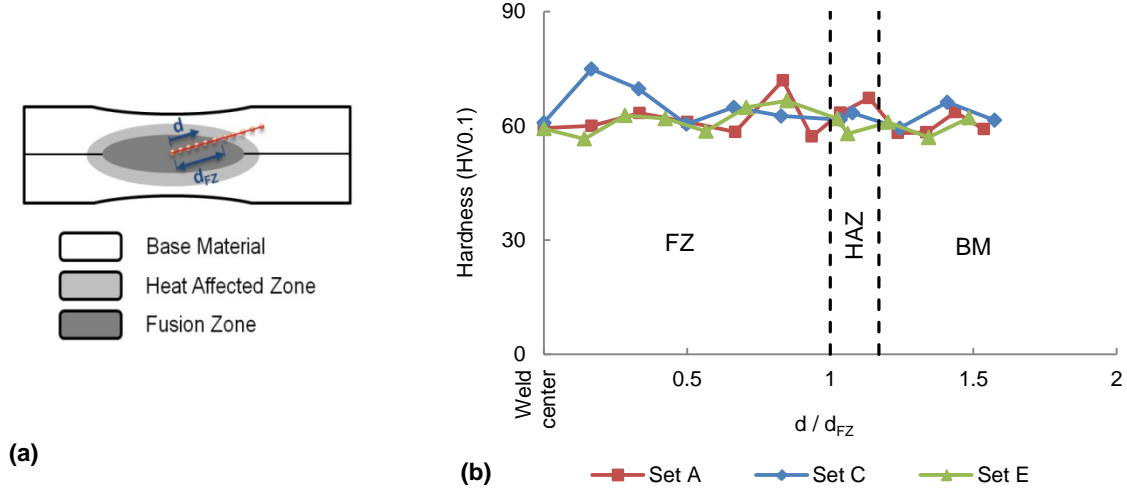 d
d_FZ
Base Material
Heat Affected Zone
Fusion Zone
(a)
90
60
30
0
Hardness (HV0.1)
FZ
HAZ
BM
Weld
center
0.5
1
1.5
2
d / d_FZ
(b)
Set A
Set C
Set E